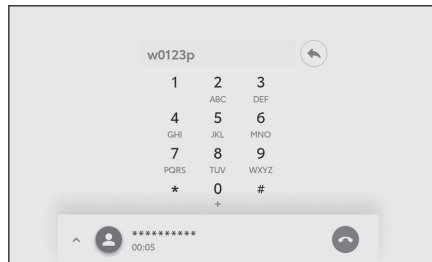 w0123p
1 2 3
ABC DEF
4 5 6
GHI JKL MNO
7 8 9
PQRS TUV WXYZ
* 0 #
+
**********
00:05